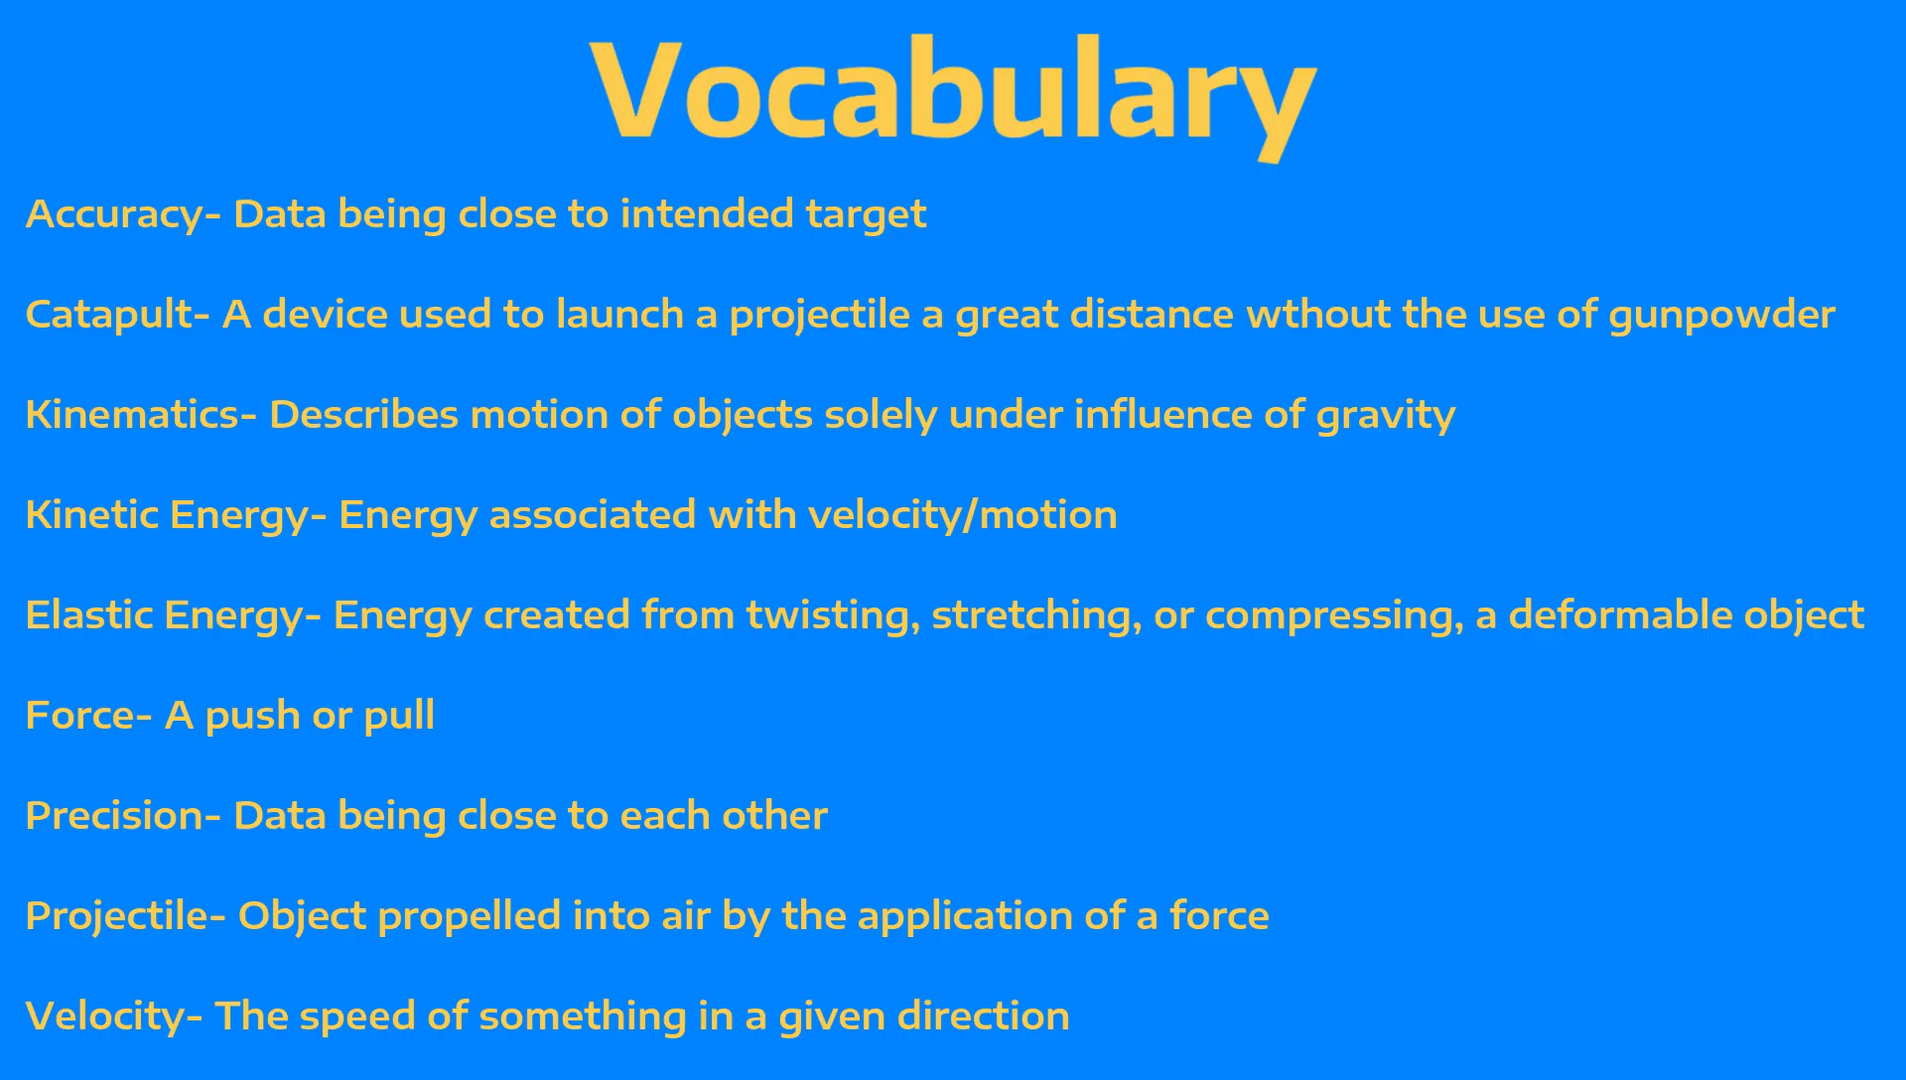 Vocabulary
Accuracy- Data being close to intended target
Catapult- A device used to launch a projectile a great distance wthout the use of gunpowder
Kinematics- Describes motion of objects solely under influence of gravity
Kinetic Energy- Energy associated with velocity/motion
Elastic Energy- Energy created from twisting, stretching, or compressing, a deformable object
Force- A push or pull
Precision- Data being close to each other
Projectile- Object propelled into air by the application of a force
Velocity- The speed of something in a given direction